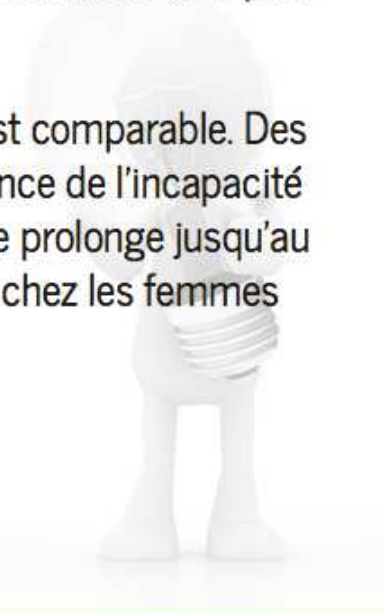 st comparable. Des
nce de l'incapacité
e prolonge jusqu'au
chez les femmes